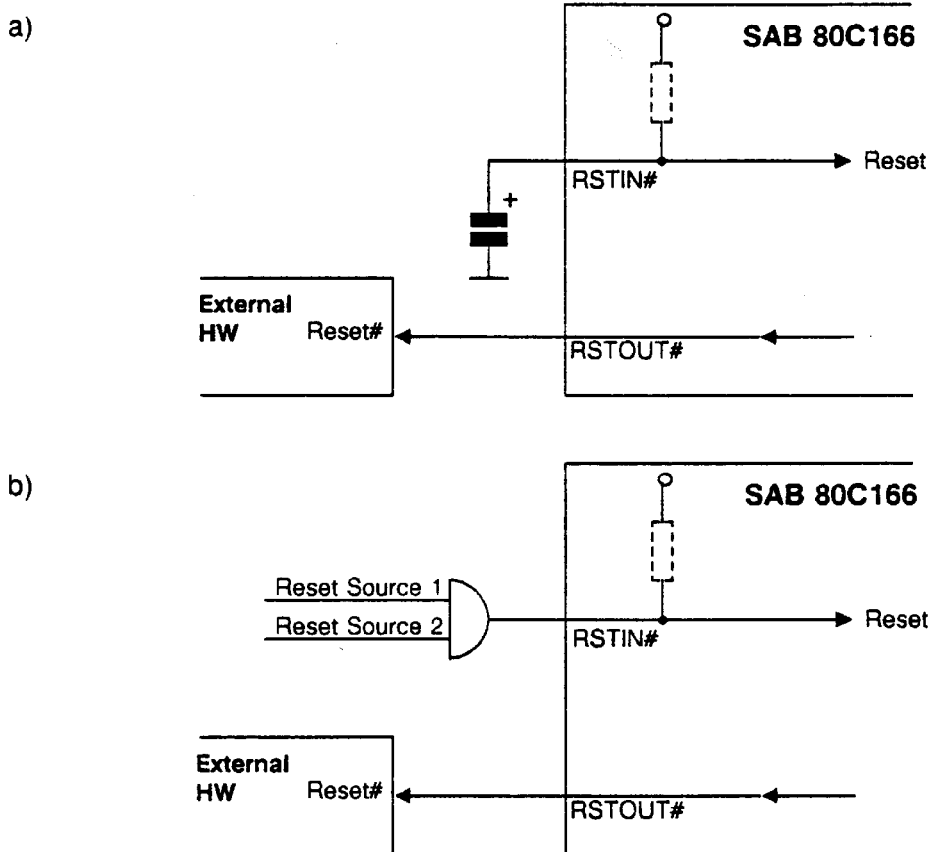 a)
SAB 80C166
Reset
RSTIN#
+
External
HW
Reset#
RSTOUT#
b)
SAB 80C166
Reset Source 1
Reset Source 2
Reset
RSTIN#
External
HW
Reset#
RSTOUT#